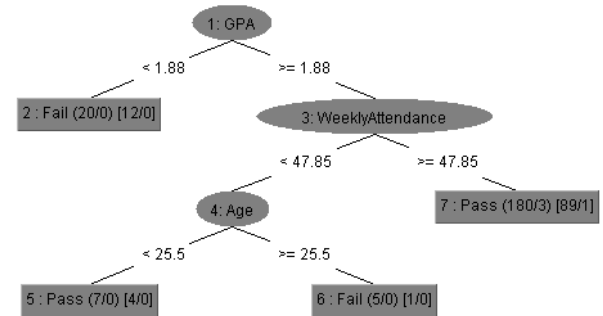 1: GPA
< 1.88 >= 1.88
2 : Fail (20/0) [12/0]
3: WeeklyAttendance
< 47.85 >= 47.85
4: Age
7 : Pass (180/3) [89/1]
< 25.5 >= 25.5
5 : Pass (7/0) [4/0]
6 : Fail (5/0) [1/0]